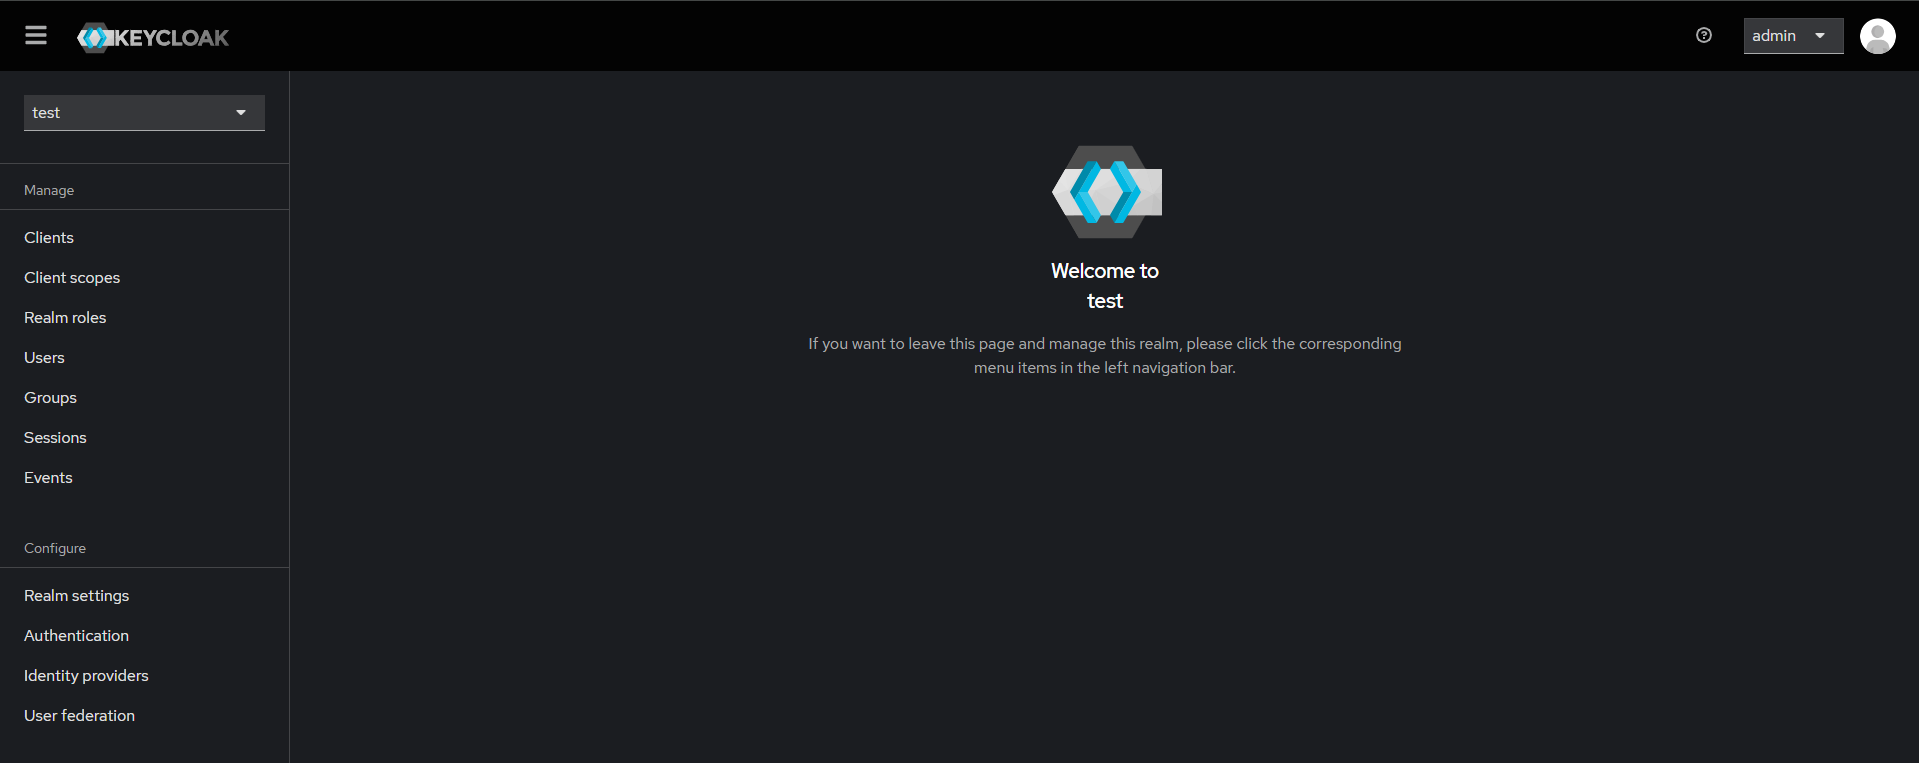 KEYCLOAK
admin
test
Manage
Clients
Client scopes
Realm roles
Users
Groups
Sessions
Events
Configure
Realm settings
Authentication
Identity providers
User federation
Welcome to
test
If you want to leave this page and manage this realm, please click the corresponding
menu items in the left navigation bar.